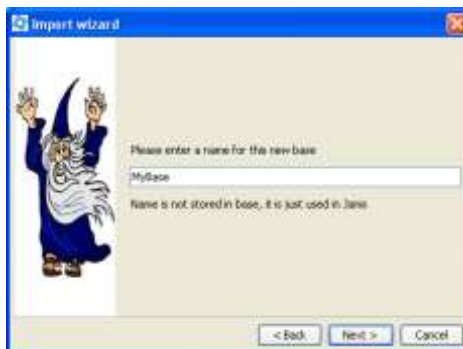 Import wizard
Please enter a name for this new base
MyBase
Name is not stored in base, it is just used in Jame
< Back
Next >
Cancel